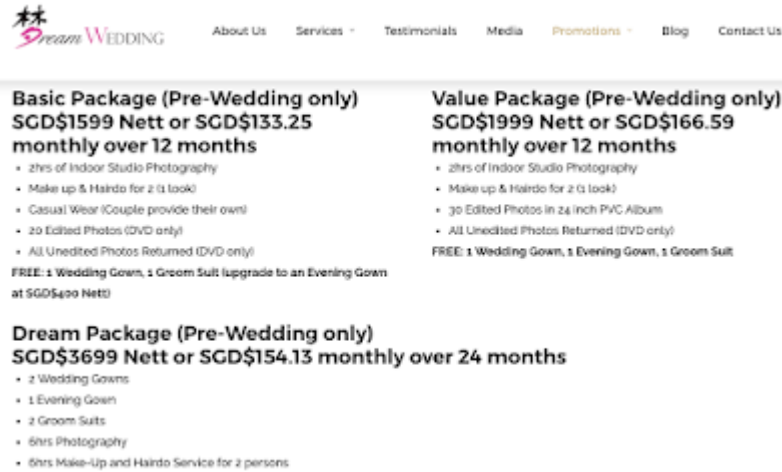 林
Dream WEDDING
About Us
Services
Testimonials
Media
Promotions
Blog
Contact Us
Basic Package (Pre-Wedding only)
SGD$1599 Nett or SGD$133.25
monthly over 12 months
• 2hrs of Indoor Studio Photography
• Make up & Hairdo for 2 (1 look)
• Casual Wear (Couple provide their own)
• 20 Edited Photos (DVD only)
• All Unedited Photos Returned (DVD only)
FREE: 1 Wedding Gown, 1 Groom Suit (upgrade to an Evening Gown
at SGD$400 Nett)
Value Package (Pre-Wedding only)
SGD$1999 Nett or SGD$166.59
monthly over 12 months
• 2hrs of Indoor Studio Photography
• Make up & Hairdo for 2 (1 look)
• 30 Edited Photos in 24 inch PVC Album
• All Unedited Photos Returned (DVD only)
FREE: 1 Wedding Gown, 1 Evening Gown, 1 Groom Suit
Dream Package (Pre-Wedding only)
SGD$3699 Nett or SGD$154.13 monthly over 24 months
• 2 Wedding Gowns
• 1 Evening Gown
• 2 Groom Suits
• 6hrs Photography
• 6hrs Make-Up and Hairdo Service for 2 persons